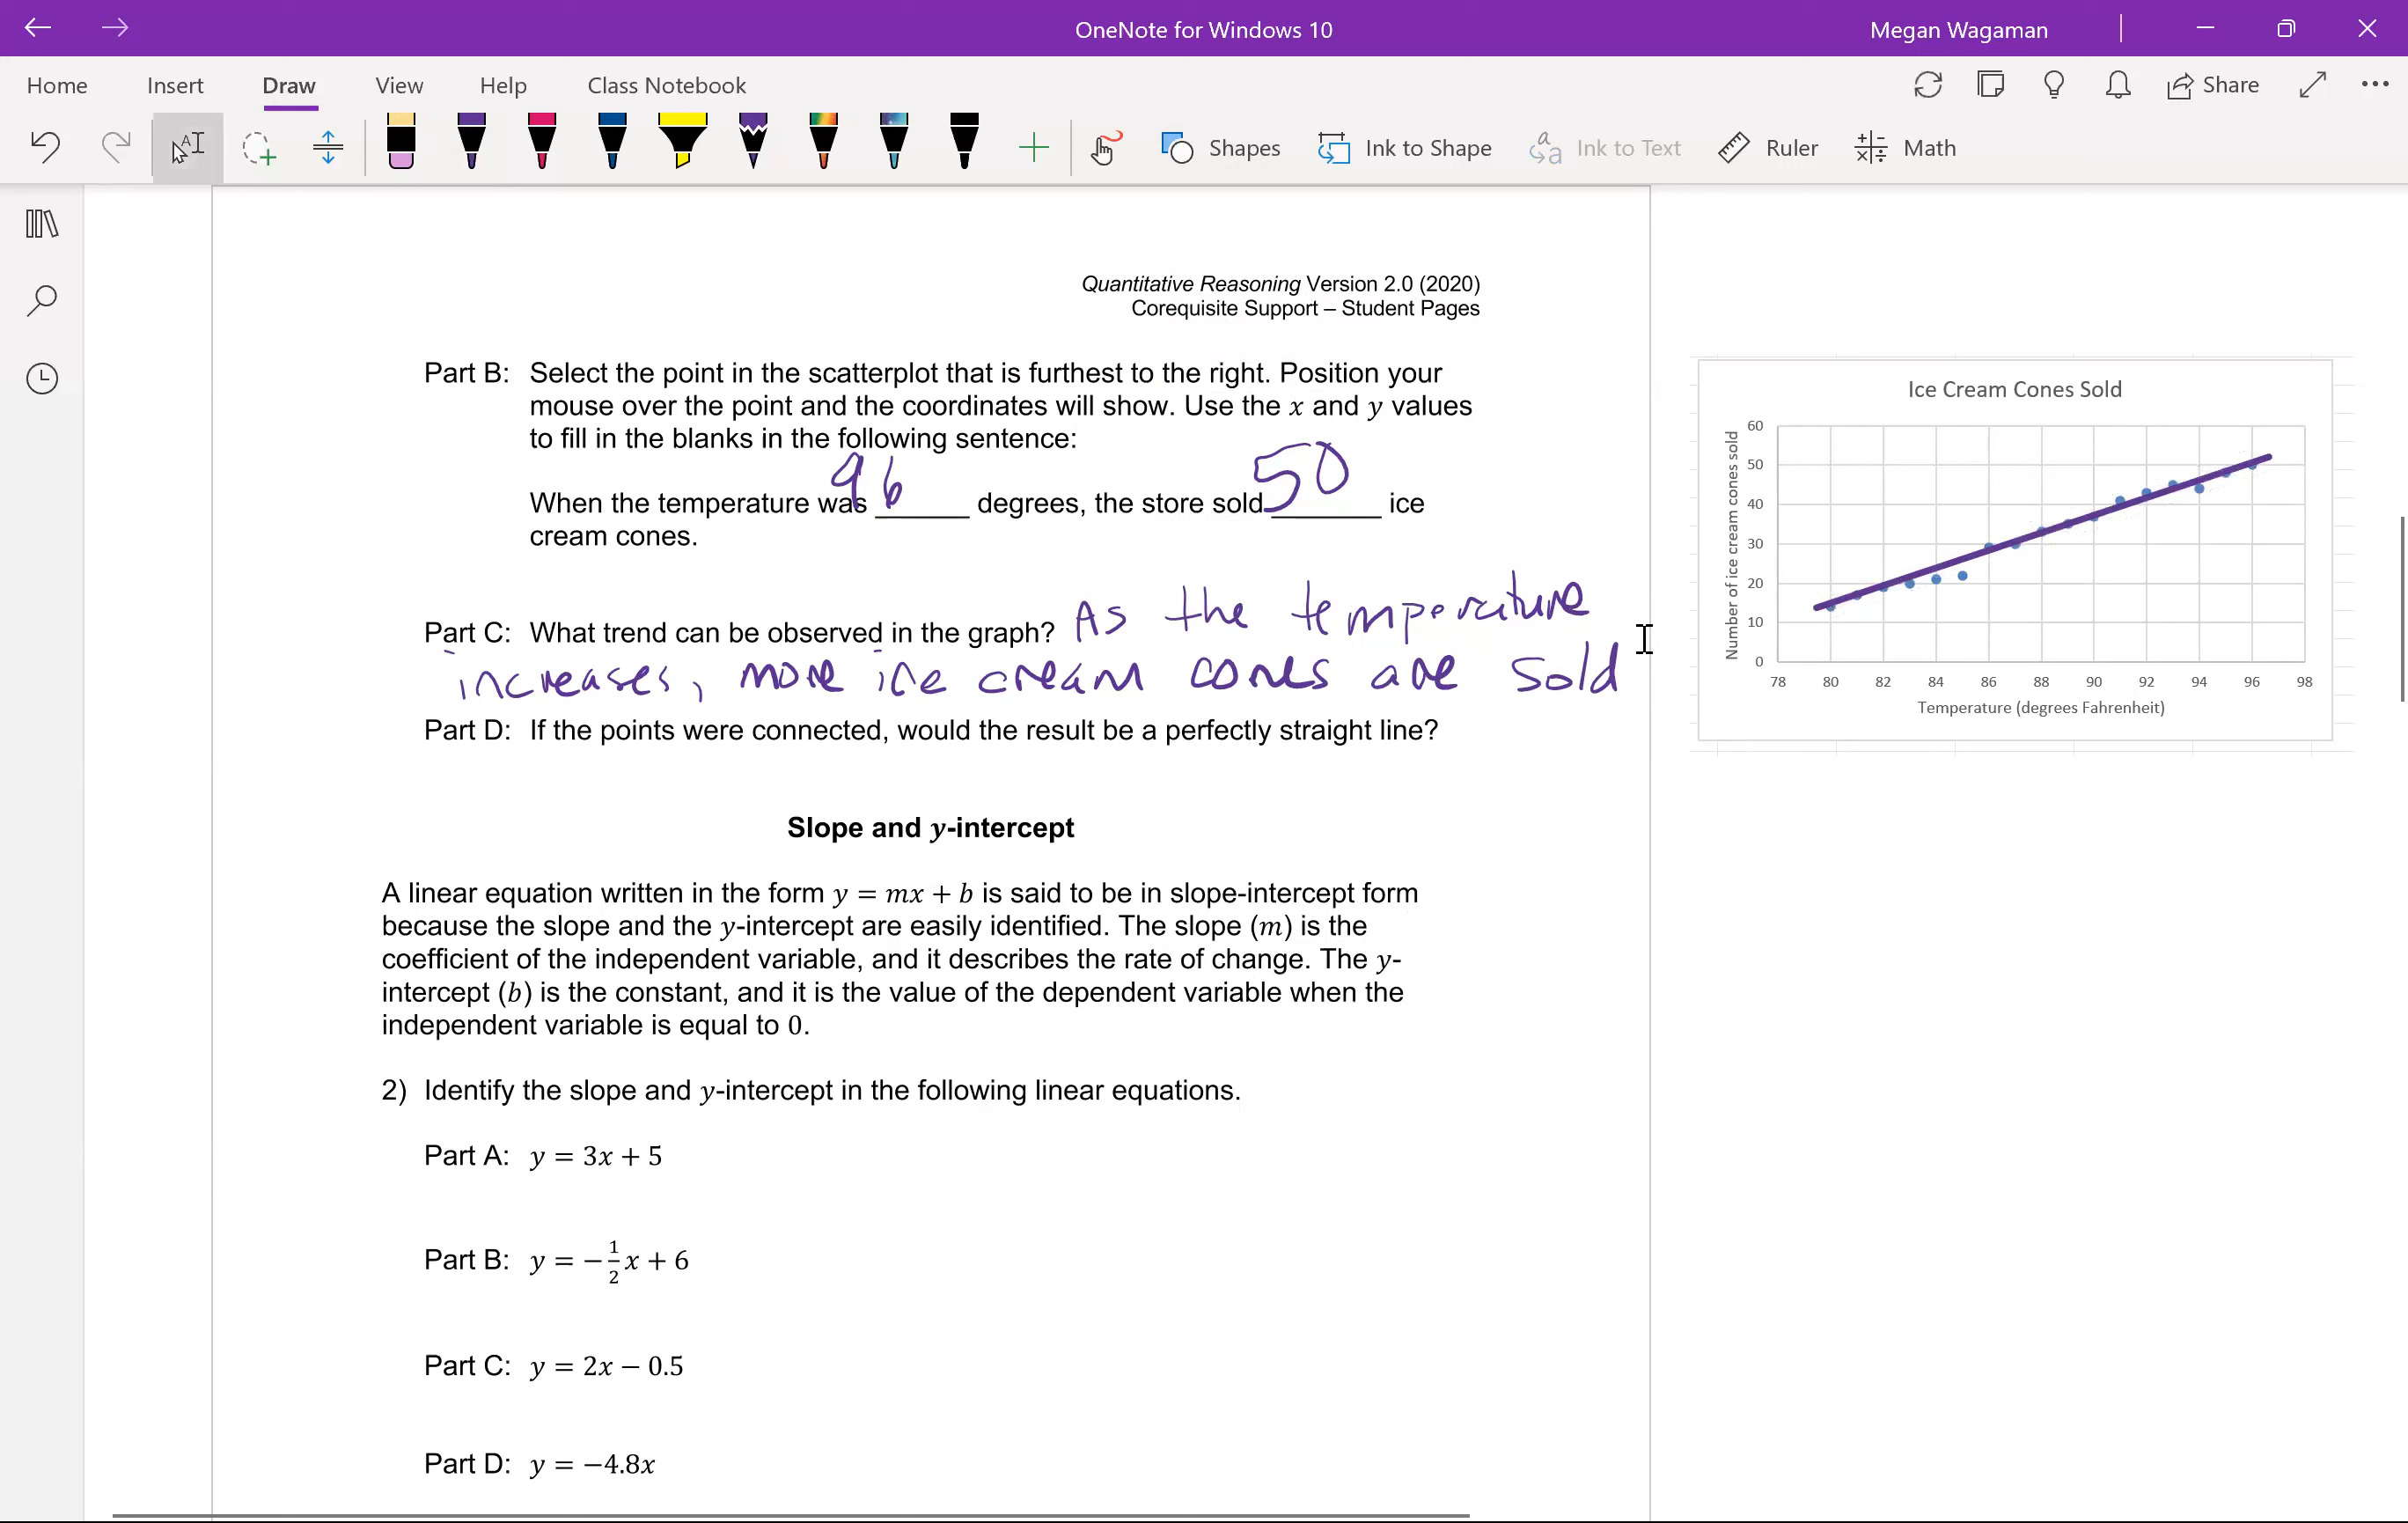 OneNote for Windows 10
Megan Wagaman
Home Insert Draw View Help Class Notebook
Share
Shapes Ink to Shape Ink to Text Ruler Math
Quantitative Reasoning Version 2.0 (2020)
Corequisite Support – Student Pages
Part B: Select the point in the scatterplot that is furthest to the right. Position your
mouse over the point and the coordinates will show. Use the x and y values
to fill in the blanks in the following sentence:
When the temperature was 96 degrees, the store sold 50 ice
cream cones.
Part C: What trend can be observed in the graph? As the temperature
increases, more ice cream cones are sold
Part D: If the points were connected, would the result be a perfectly straight line?
Slope and y-intercept
A linear equation written in the form y = mx + b is said to be in slope-intercept form
because the slope and the y-intercept are easily identified. The slope (m) is the
coefficient of the independent variable, and it describes the rate of change. The y-
intercept (b) is the constant, and it is the value of the dependent variable when the
independent variable is equal to 0.
2) Identify the slope and y-intercept in the following linear equations.
Part A: y = 3x + 5
Part B: y = −1/2x + 6
Part C: y = 2x − 0.5
Part D: y = −4.8x
Ice Cream Cones Sold
Number of ice cream cones sold
60
50
40
30
20
10
0
78 80 82 84 86 88 90 92 94 96 98
Temperature (degrees Fahrenheit)